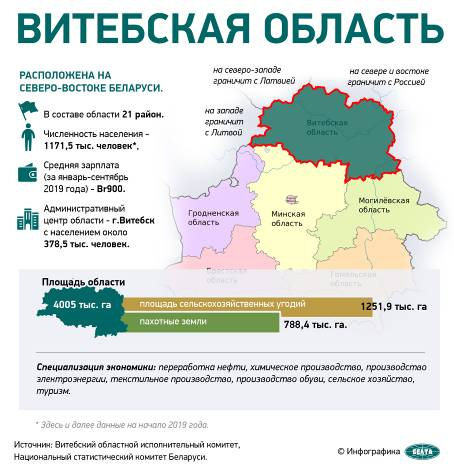 ВИТЕБСКАЯ ОБЛАСТЬ
РАСПОЛОЖЕНА НА
СЕВЕРО-ВОСТОКЕ БЕЛАРУСИ.
В составе области 21 район.
Численность населения -
1171,5 тыс. человек*,
Средняя зарплата
(за январь-сентябрь
2019 года) - Br900.
Административный
центр области - г.Витебск
с населением около
378,5 тыс. человек.
на северо-западе
граничит с Латвией
на севере и востоке
граничит с Россией
на западе
граничит
с Литвой
Витебская
область
Гродненская
область
Минская
область
Могилёвская
область
Брестская
область
Гомельская
область
Площадь области
4005 тыс. га
площадь сельскохозяйственных угодий
1251,9 тыс. га
пахотные земли
788,4 тыс. га.
Специализация экономики: переработка нефти, химическое производство, производство
электроэнергии, текстильное производство, производство обуви, сельское хозяйство,
туризм.
* Здесь и далее данные на начало 2019 года.
Источник: Витебский областной исполнительный комитет,
Национальный статистический комитет Беларуси.
© Инфографика
БЕЛТА